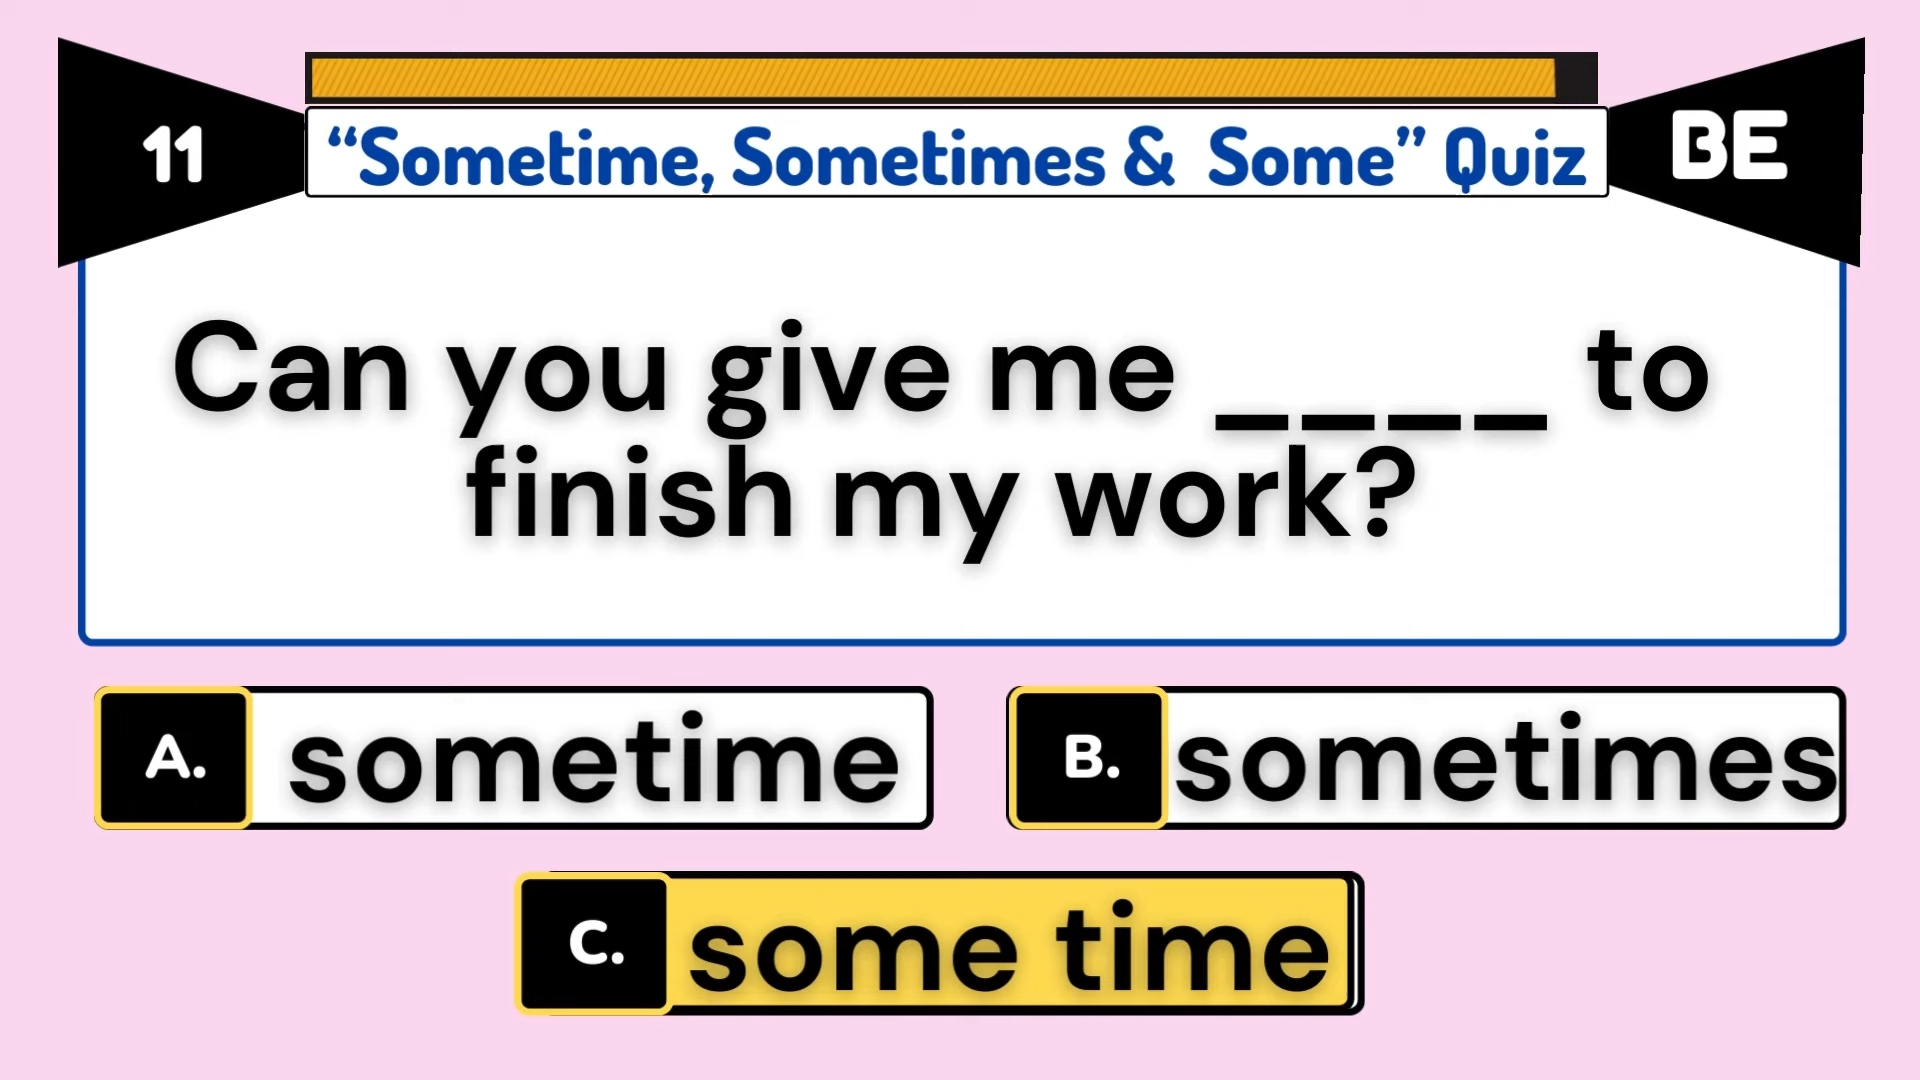 11
“Sometime, Sometimes & Some” Quiz
BE
Can you give me ____ to
finish my work?
A. sometime
B. sometimes
C. some time